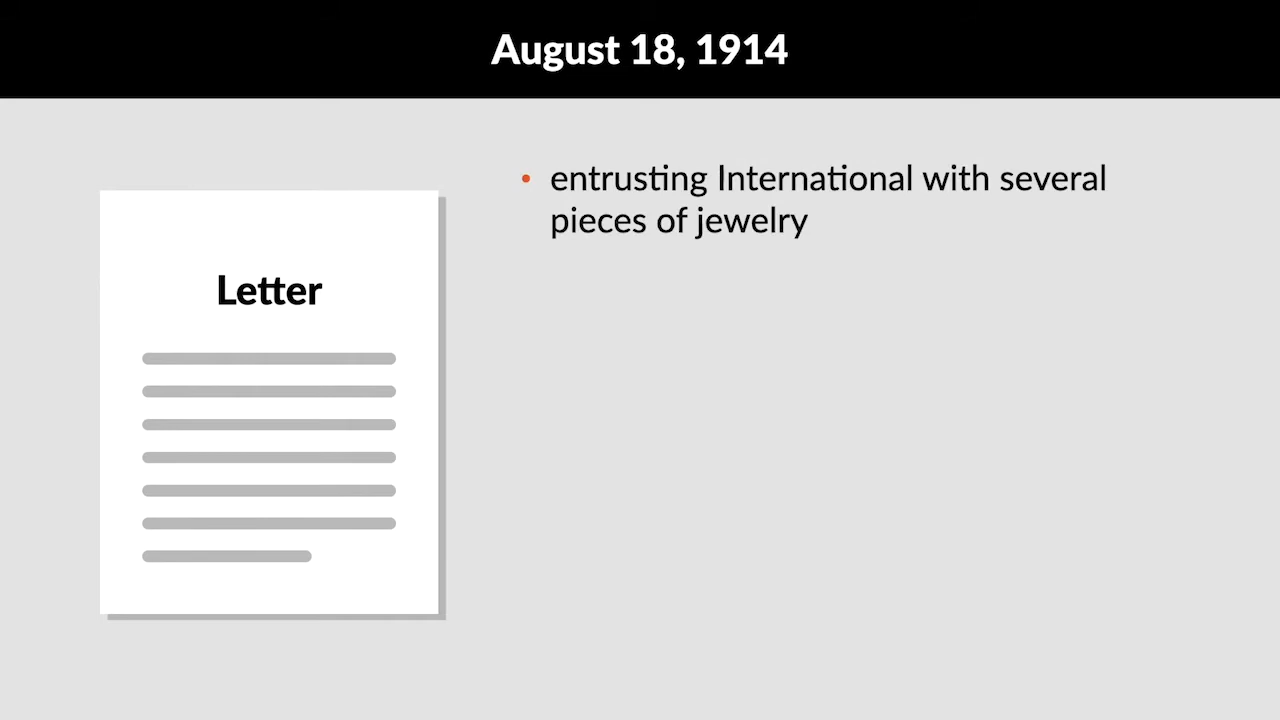 August 18, 1914
• entrusting International with several
pieces of jewelry
Letter